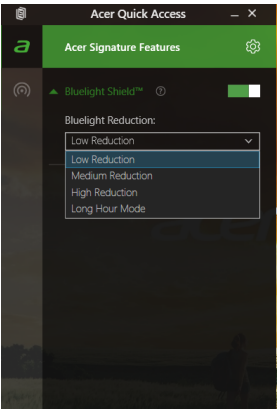 Acer Quick Access
Acer Signature Features
Bluelight Shield™
Bluelight Reduction:
Low Reduction
Low Reduction
Medium Reduction
High Reduction
Long Hour Mode
acer